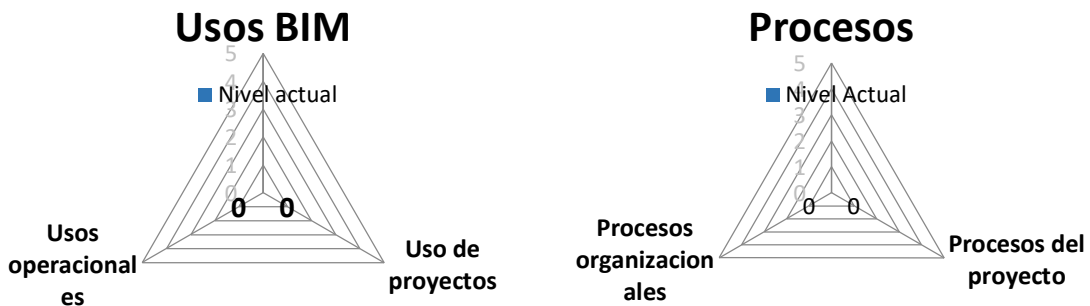 Usos BIM
5
4
Nivel actual
3
2
1
0
0 0
Usos
operacional
es
Uso de
proyectos
Procesos
5
4
Nivel Actual
3
2
1
0
0 0
Procesos
organizacion
ales
Procesos del
proyecto